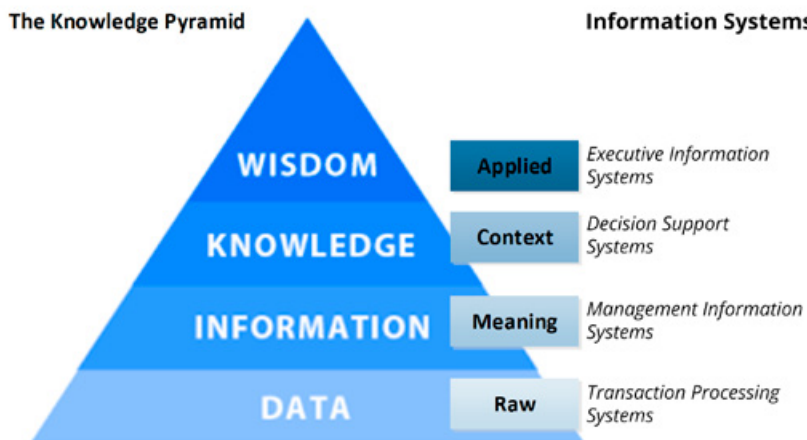 The Knowledge Pyramid
Information Systems
WISDOM
Applied
Executive Information
Systems
KNOWLEDGE
Context
Decision Support
Systems
INFORMATION
Meaning
Management Information
Systems
DATA
Raw
Transaction Processing
Systems